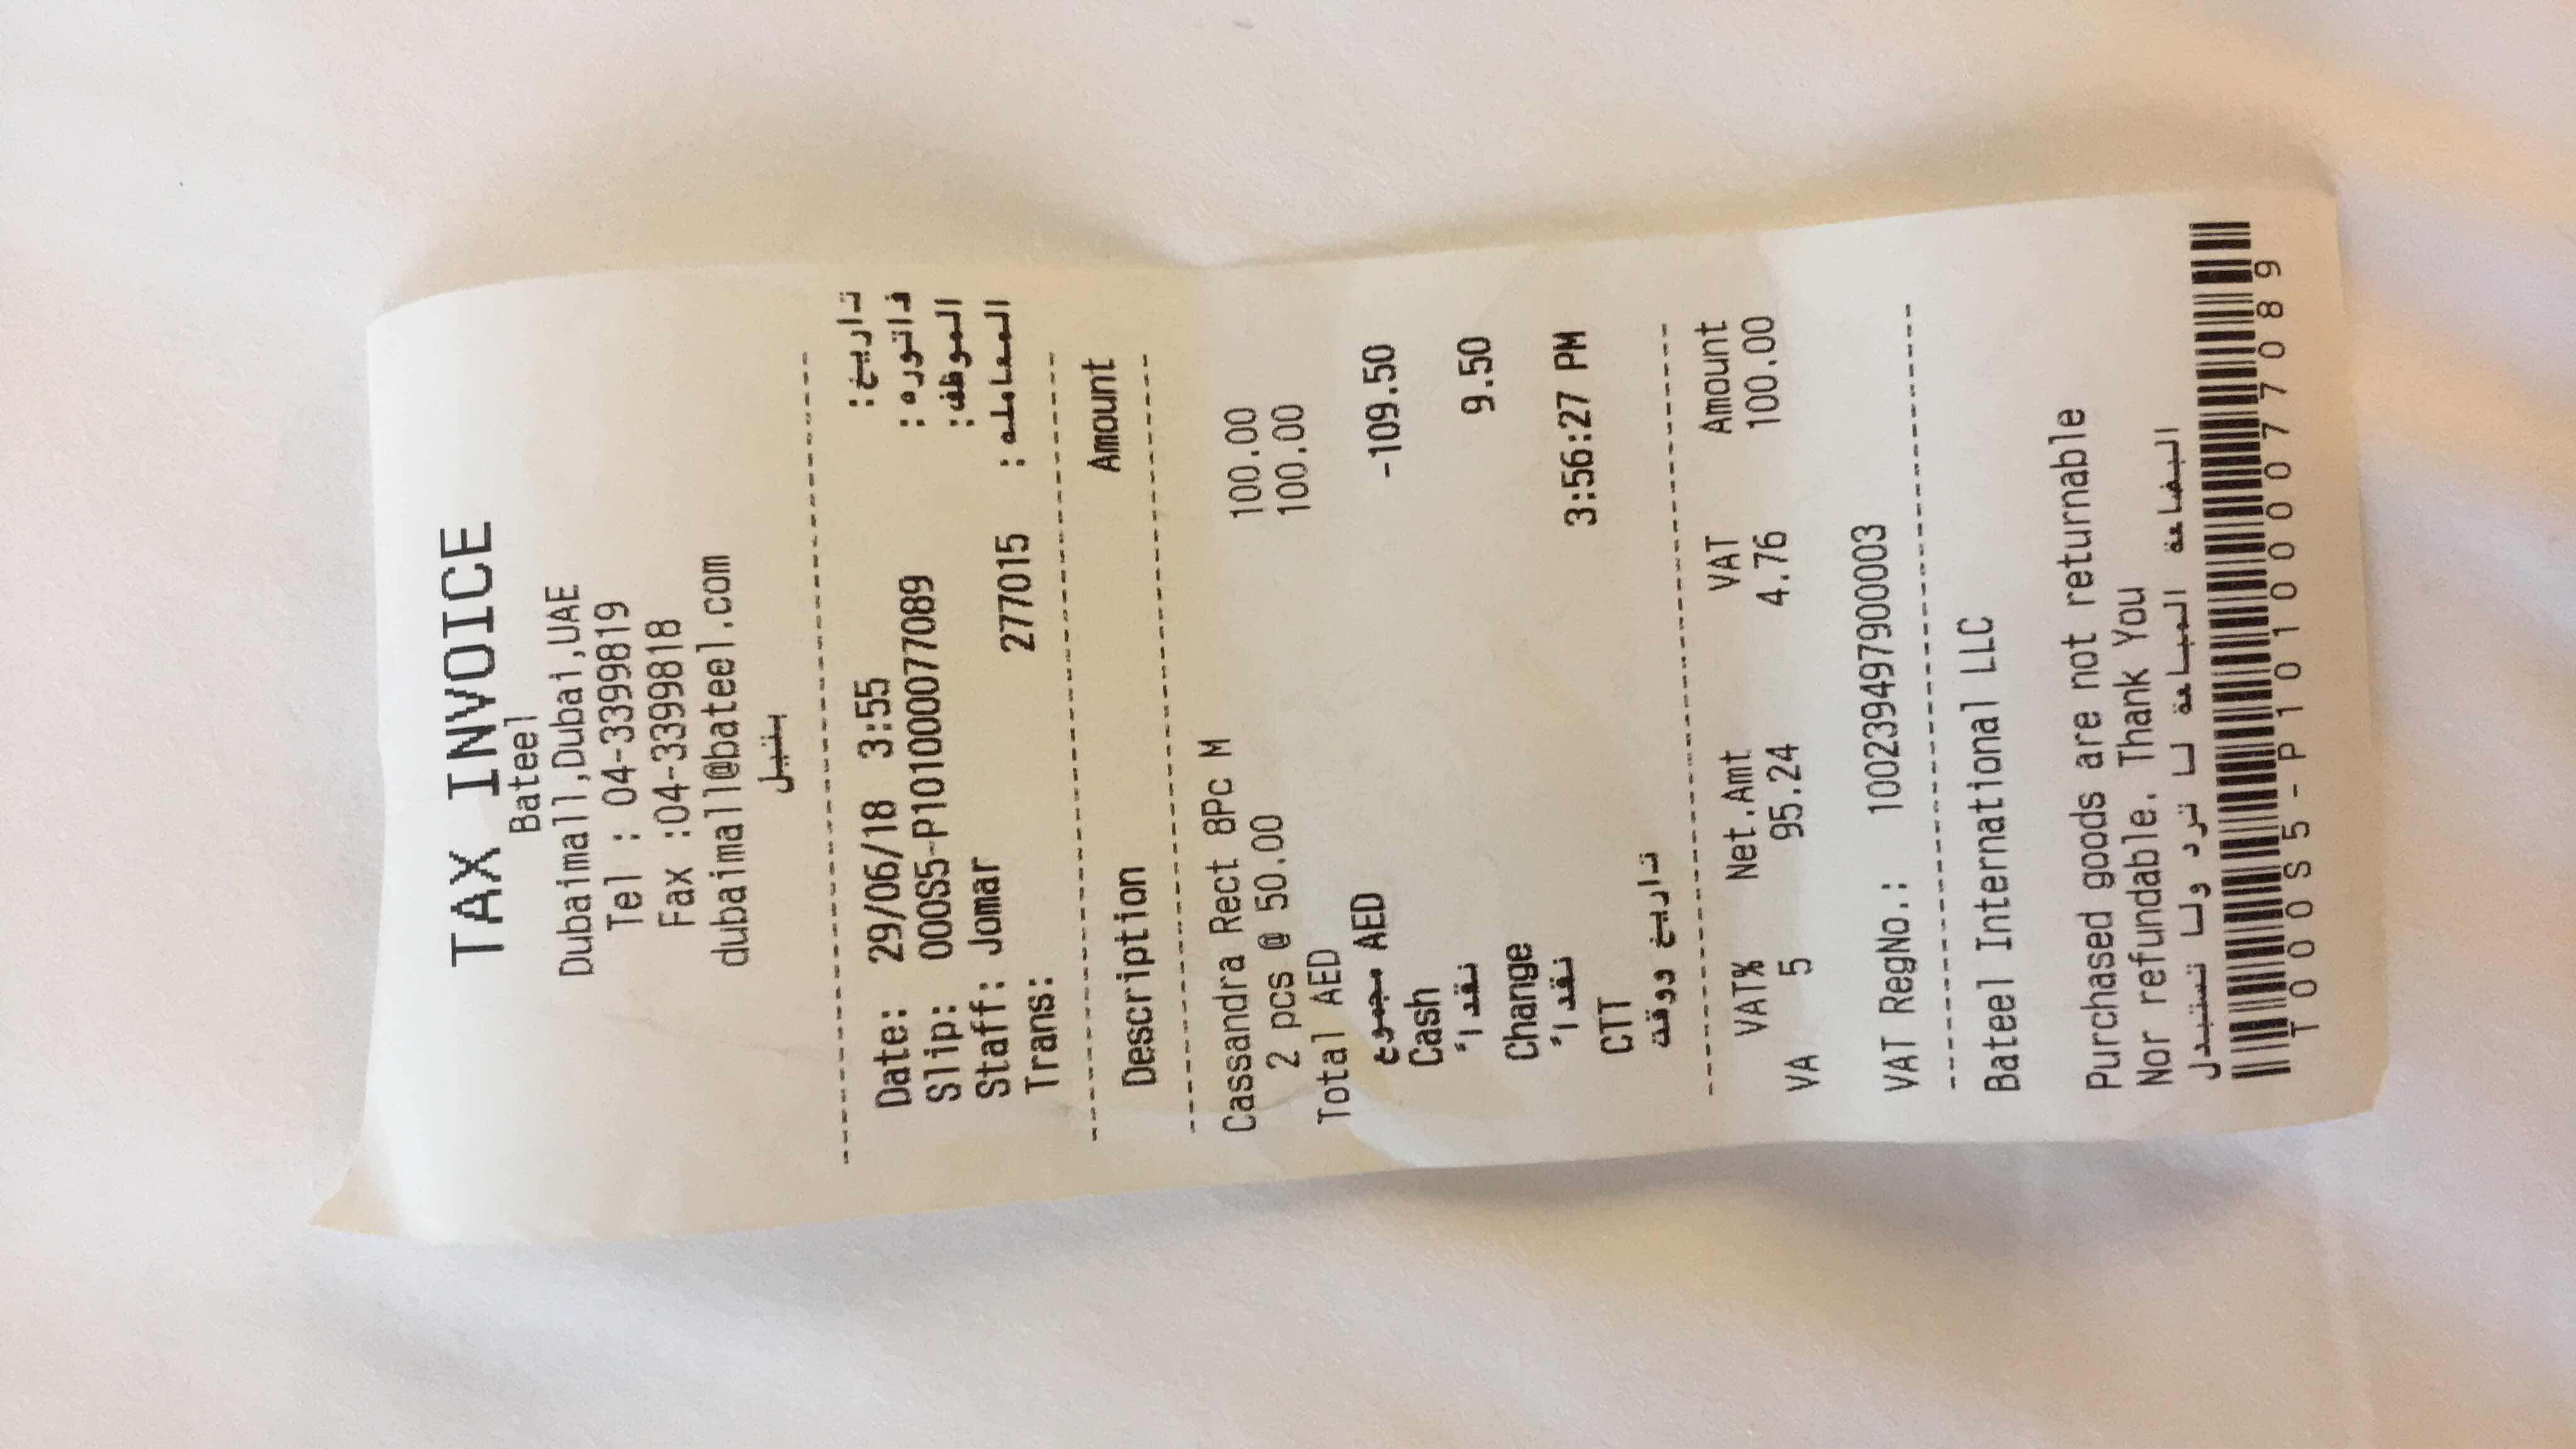 TAX INVOICE
Bateel
Dubaimall,Dubai,UAE
Tel : 04-3399819
Fax :04-3399818
dubaimall@bateel.com
بتيل
Date: 29/06/18 3:55 تاريخ:
Slip: 000S5-P101000077089 فاتوره:
Staff: Jomar الموظف:
Trans: 277015 المعامله:
Description Amount
Cassandra Rect 8Pc M
2 pcs @ 50.00 100.00
Total AED 100.00
مجموع AED
Cash -109.50
نقداً
Change 9.50
نقداً
CTT 3:56:27 PM
تاريخ ووقت
VAT% Net.Amt VAT Amount
VA 5 95.24 4.76 100.00
VAT RegNo.: 100239497900003
Bateel International LLC
Purchased goods are not returnable
Nor refundable. Thank You
البضاعة المباعة لا ترد ولا تستبدل
T000S5-P101000077089